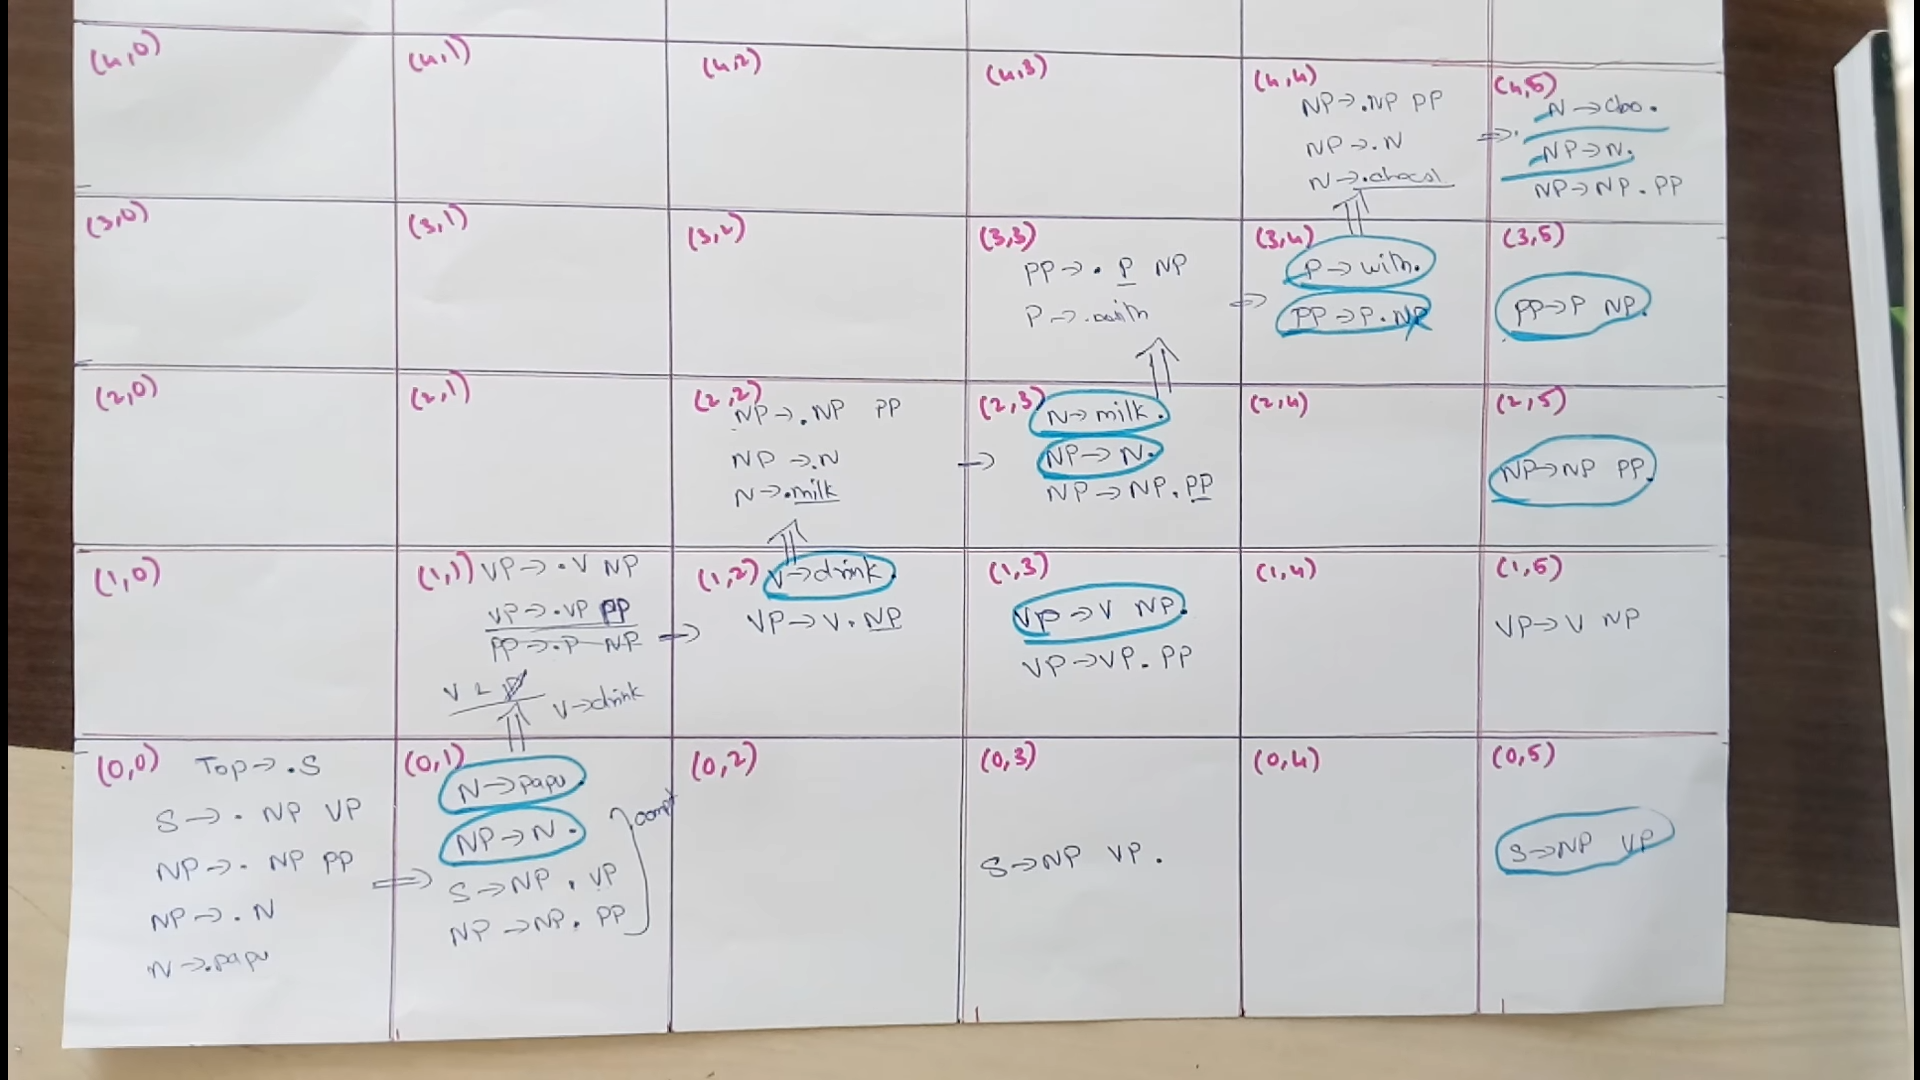 (4,0)
(4,1)
(4,2)
(4,3)
(4,4)
NP→.NP PP
NP→.N
N→.chocol
(4,5)
⇒
N→cho.
NP→N.
NP→NP.PP
(3,0)
(3,1)
(3,2)
(3,3)
PP→.P NP
P→.with
⇒
(3,4)
P→with.
PP→P.NP
(3,5)
PP→P NP.
(2,0)
(2,1)
(2,2)
NP→.NP PP
NP→.N
N→.milk
→
(2,3)
N→milk.
NP→N.
NP→NP.PP
(2,4)
(2,5)
NP→NP PP.
(1,0)
(1,1) VP→.V NP
VP→.VP PP
PP→.P NP
V→drink
⇒
(1,2) V→drink.
VP→V.NP
(1,3)
VP→V NP.
VP→VP.PP
(1,4)
(1,5)
VP→V NP
(0,0) Top→.S
S→. NP VP
NP→. NP PP
NP→.N
N→.papu
⇒
(0,1)
N→papu.
NP→N.
S→NP.VP
NP→NP.PP
(0,2)
(0,3)
S→NP VP.
(0,4)
(0,5)
S→NP VP